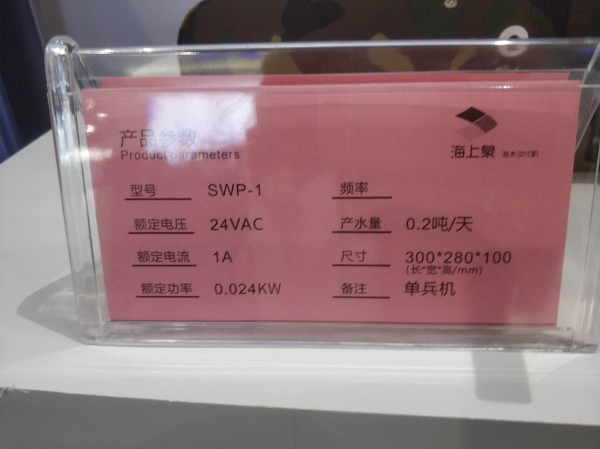 产品参数
Product parameters
海上泉
型号 SWP-1 频率
额定电压 24VAC 产水量 0.2吨/天
额定电流 1A 尺寸 300*280*100
(长*宽*高/mm)
额定功率 0.024KW 备注 单兵机